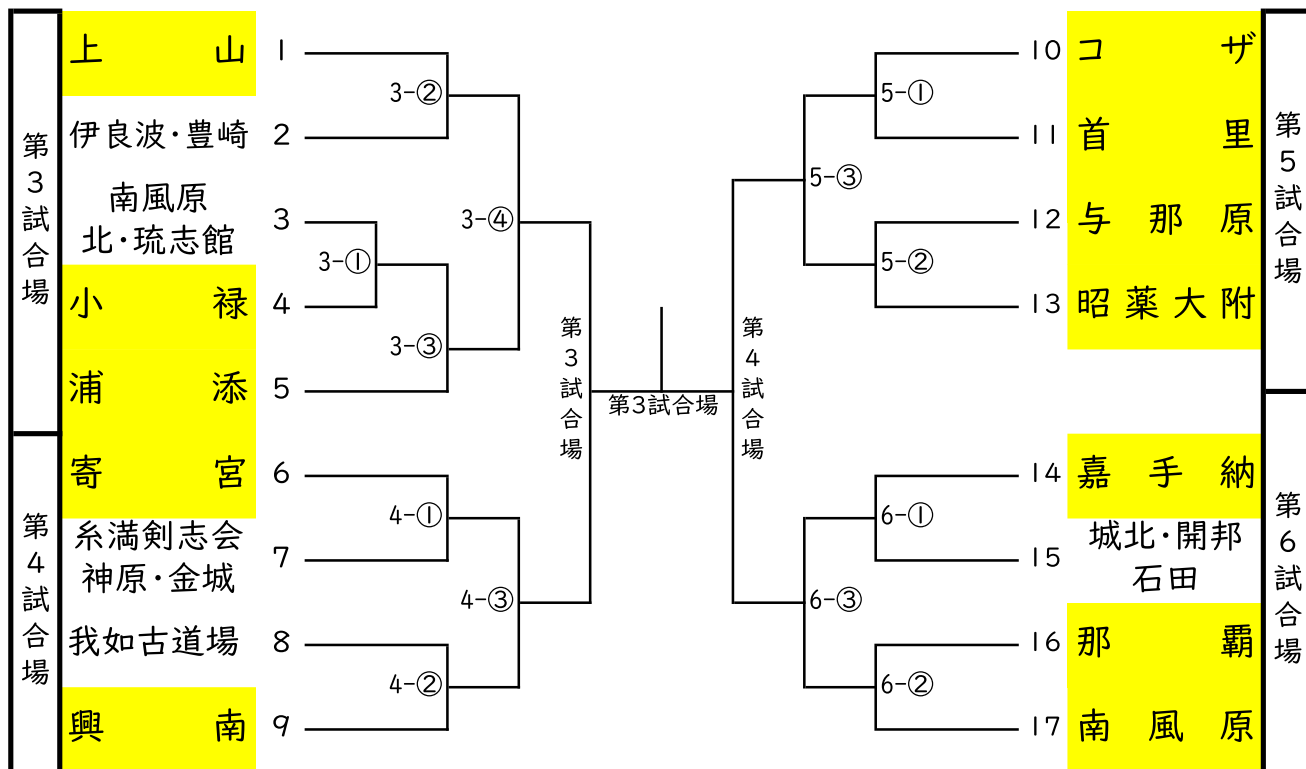 第3試合場
上山 1
伊良波・豊崎 2
南風原
北・琉志館
3
小禄 4
浦添 5
3-①
3-②
3-③
3-④
第4試合場
寄宮 6
糸満剣志会
神原・金城
7
我如古道場 8
興南 9
4-①
4-②
4-③
第3試合場
第3試合場
第4試合場
5-①
5-②
5-③
10 コザ
11 首里
12 与那原
13 昭薬大附
第5試合場
6-①
6-②
6-③
14 嘉手納
15
城北・開邦
石田
16 那覇
17 南風原
第6試合場